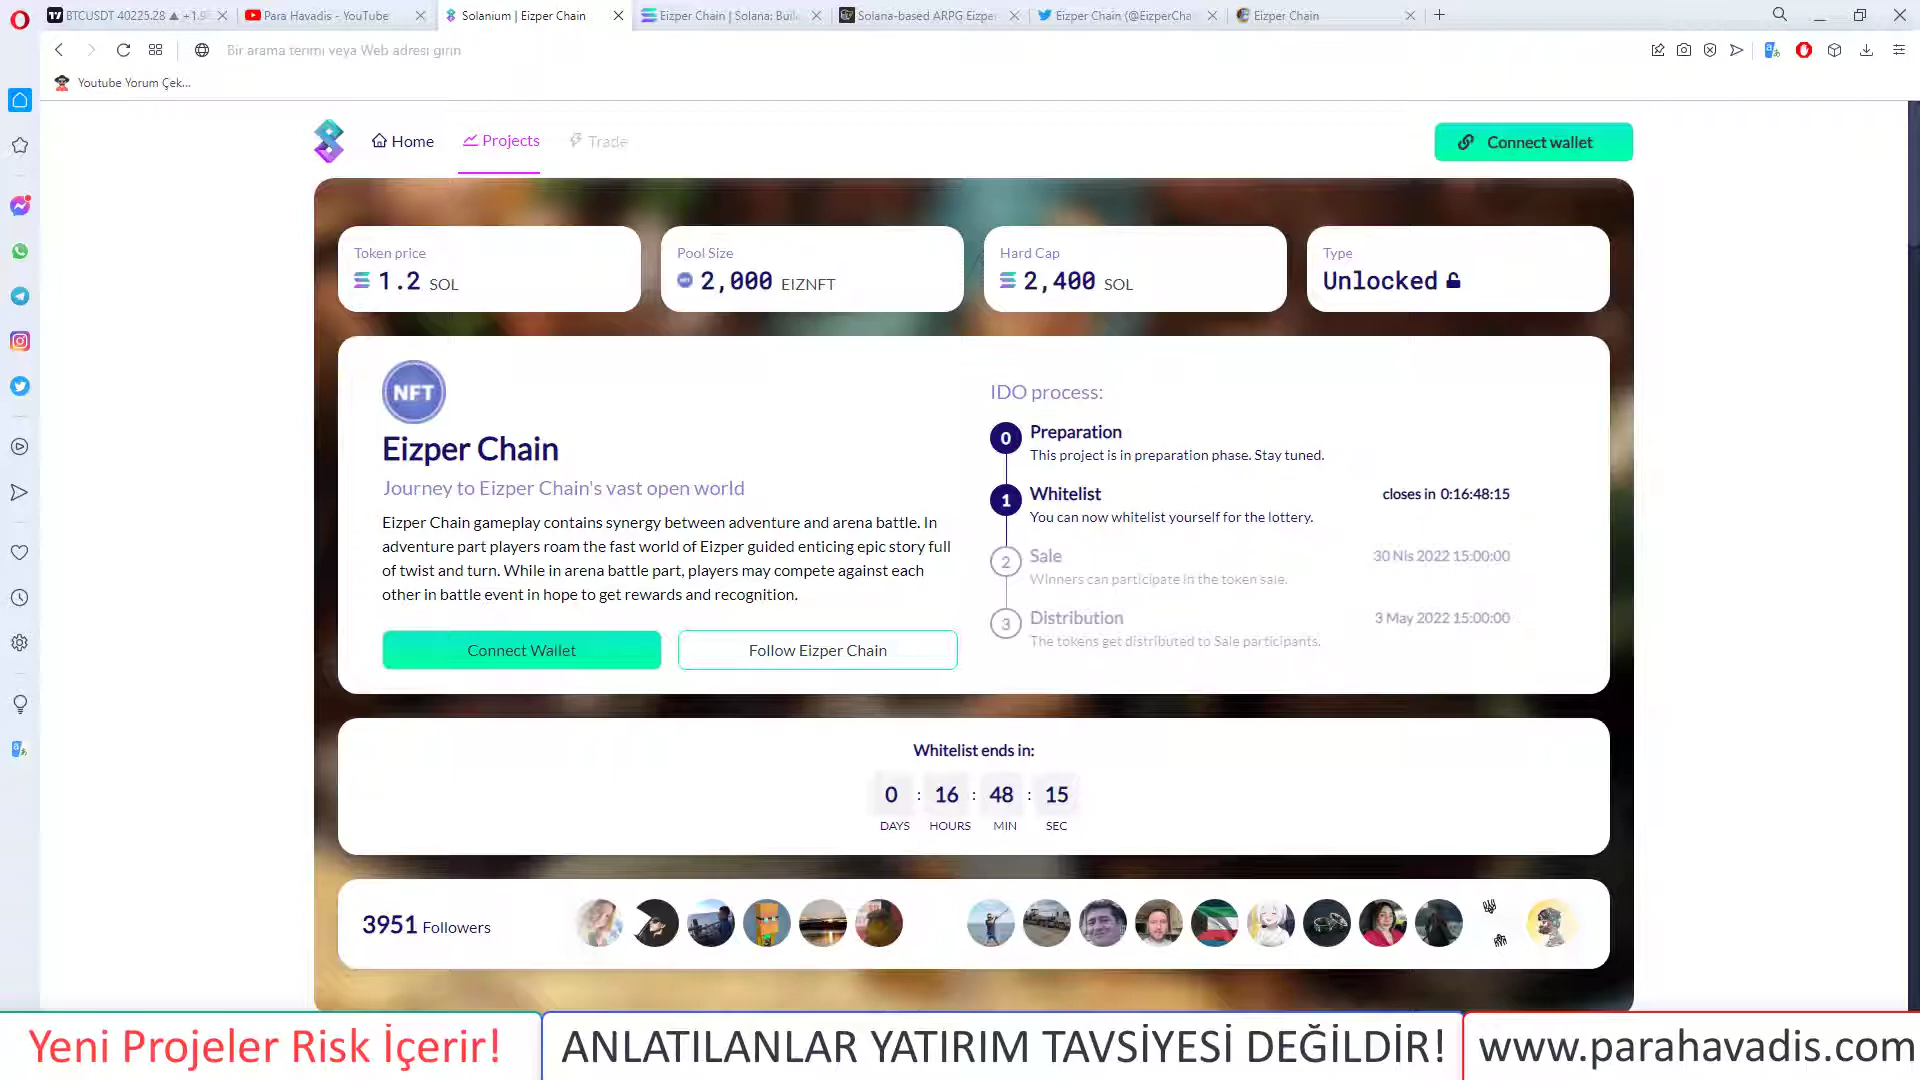 BTCUSDT 40225.28 ▲ +1.9
Para Havadis - YouTube
Solanium | Eizper Chain
Eizper Chain | Solana: Buil
Solana-based ARPG Eizper
Eizper Chain (@EizperCha
Eizper Chain
Bir arama terimi veya Web adresi girin
Youtube Yorum Çek...
Home
Projects
Trade
Connect wallet
Token price
1.2 SOL
Pool Size
2,000 EIZNFT
Hard Cap
2,400 SOL
Type
Unlocked
NFT
Eizper Chain
Journey to Eizper Chain's vast open world
Eizper Chain gameplay contains synergy between adventure and arena battle. In
adventure part players roam the fast world of Eizper guided enticing epic story full
of twist and turn. While in arena battle part, players may compete against each
other in battle event in hope to get rewards and recognition.
Connect Wallet
Follow Eizper Chain
IDO process:
0 Preparation
This project is in preparation phase. Stay tuned.
1 Whitelist closes in 0:16:48:15
You can now whitelist yourself for the lottery.
2 Sale 30 Nis 2022 15:00:00
Winners can participate in the token sale.
3 Distribution 3 May 2022 15:00:00
The tokens get distributed to Sale participants.
Whitelist ends in:
0 : 16 : 48 : 15
DAYS HOURS MIN SEC
3951 Followers
Yeni Projeler Risk İçerir!
ANLATILANLAR YATIRIM TAVSİYESİ DEĞİLDİR!
www.parahavadis.com